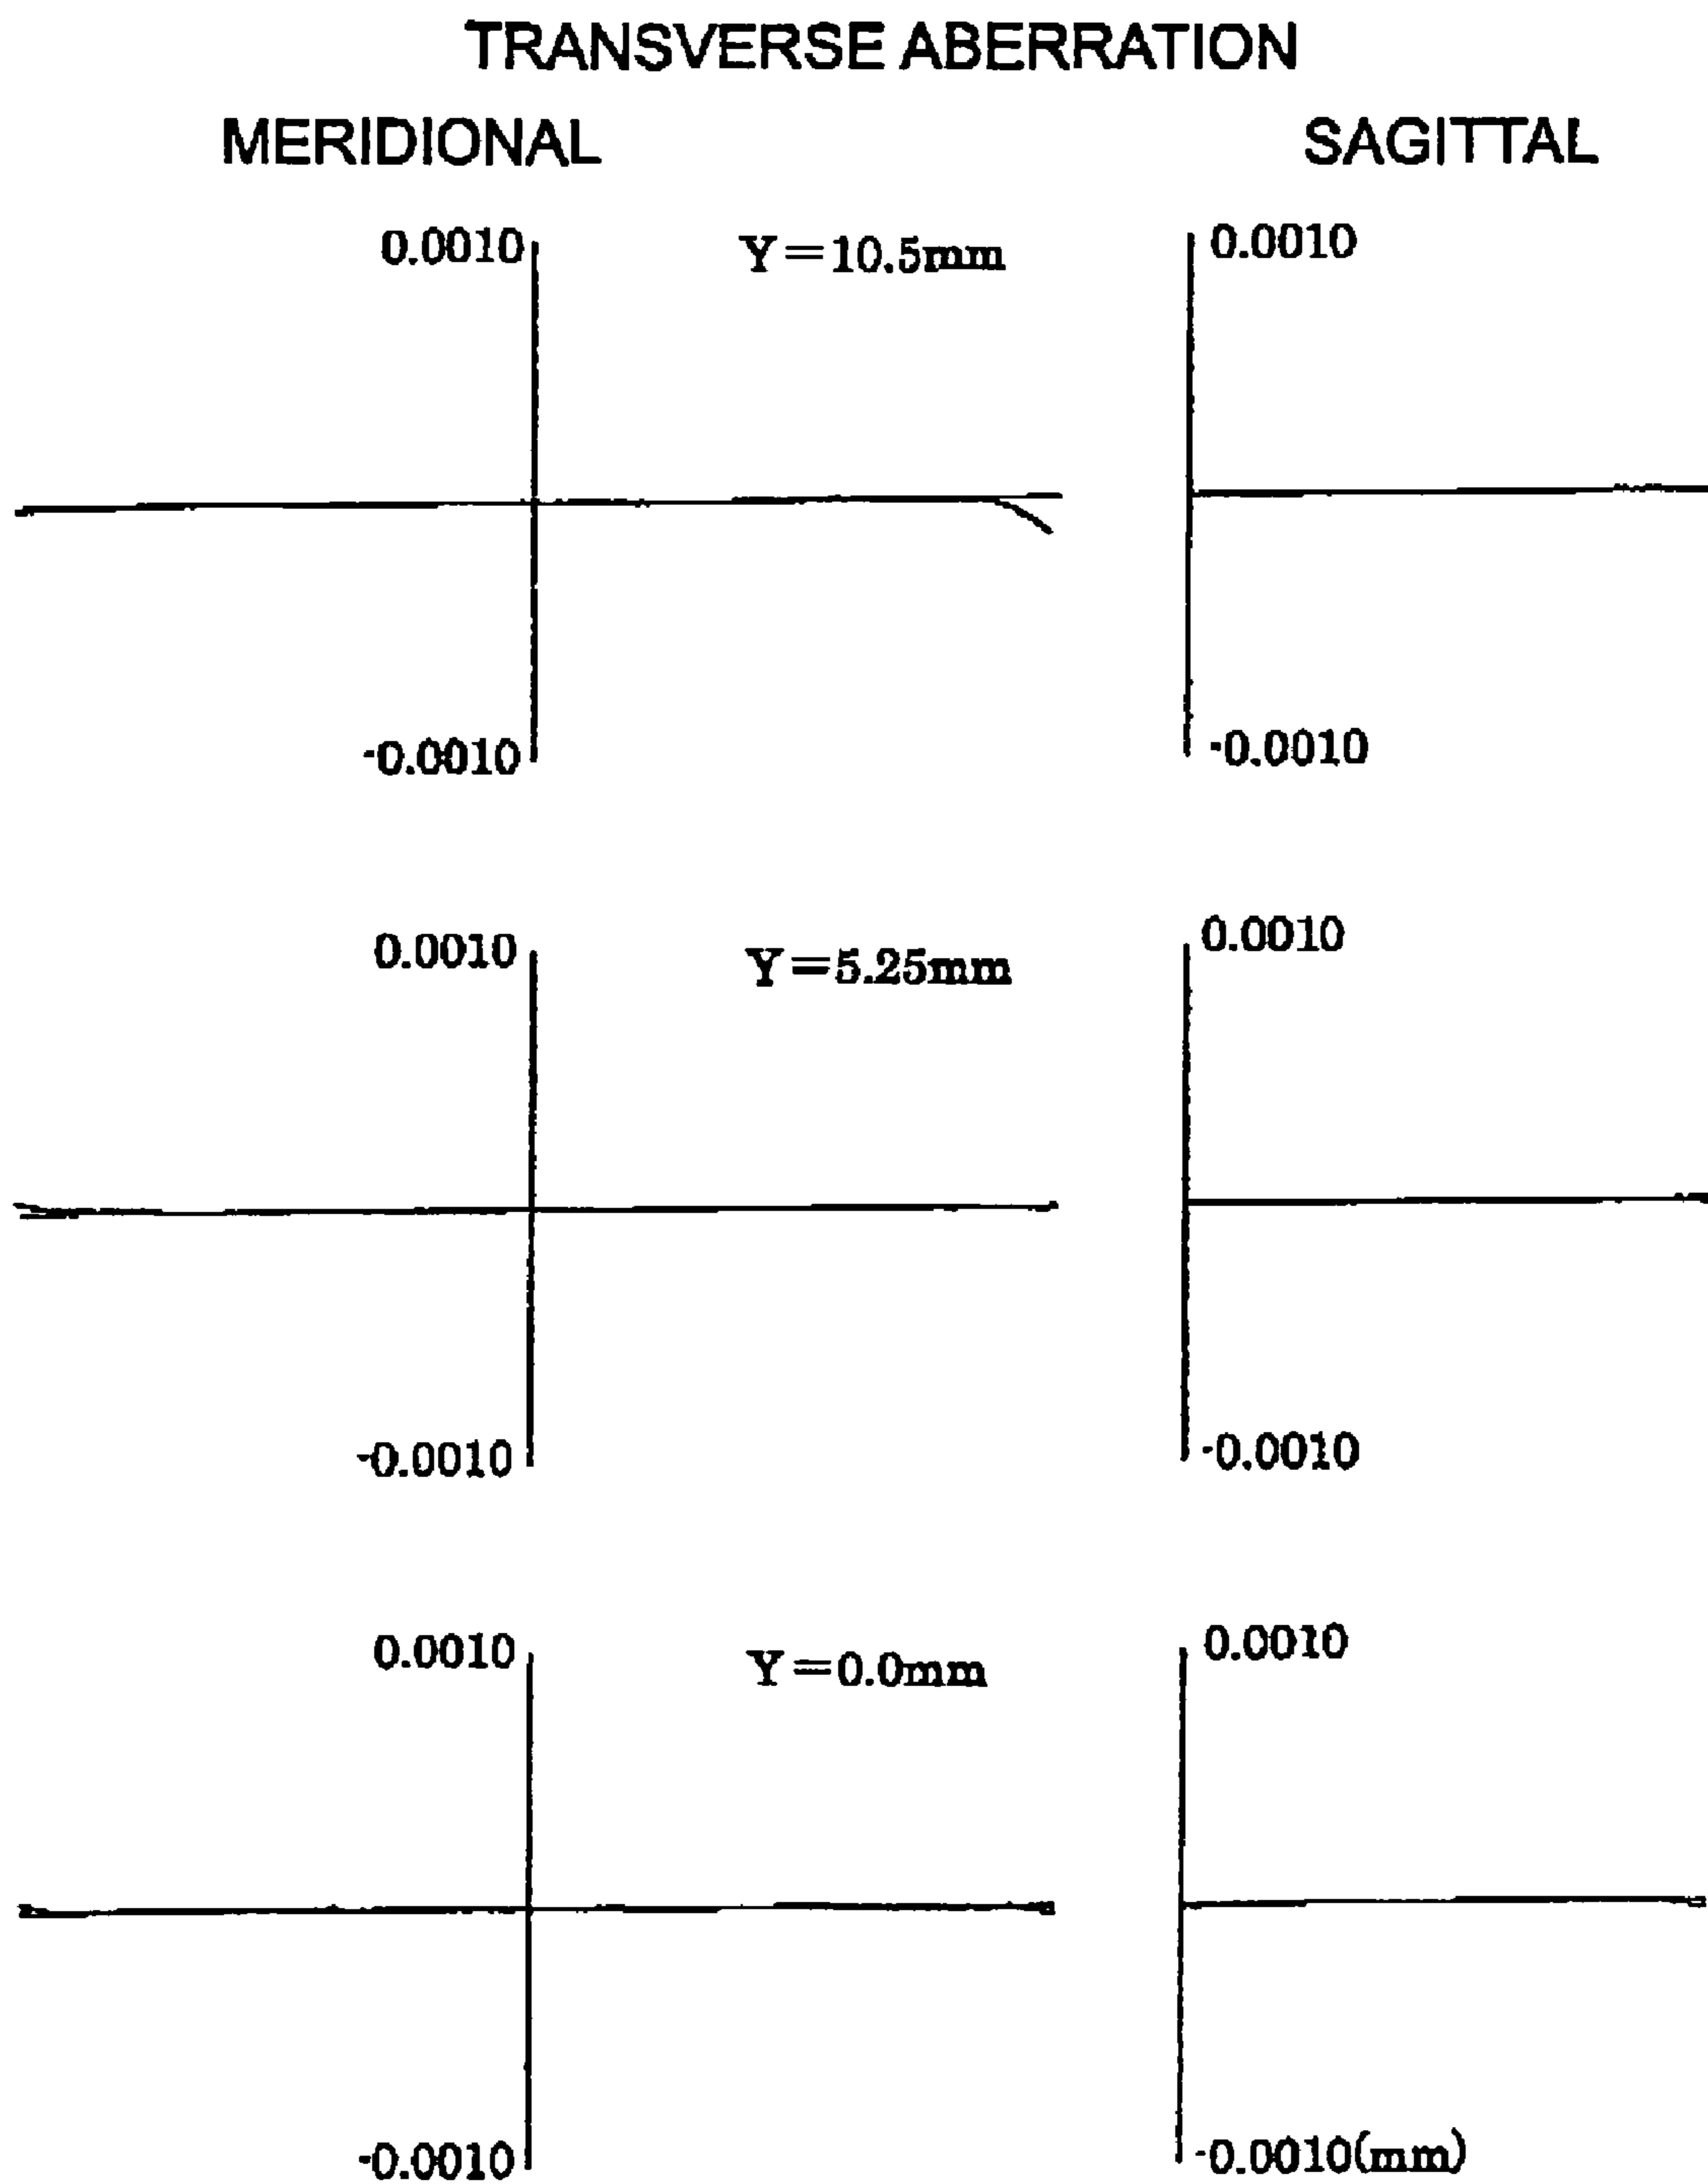 TRANSVERSE ABERRATION
MERIDIONAL SAGITTAL
0.0010 Y=10.5mm 0.0010
-0.0010 -0.0010
0.0010 Y=5.25mm 0.0010
-0.0010 -0.0010
0.0010 Y=0.0mm 0.0010
-0.0010 -0.0010(mm)